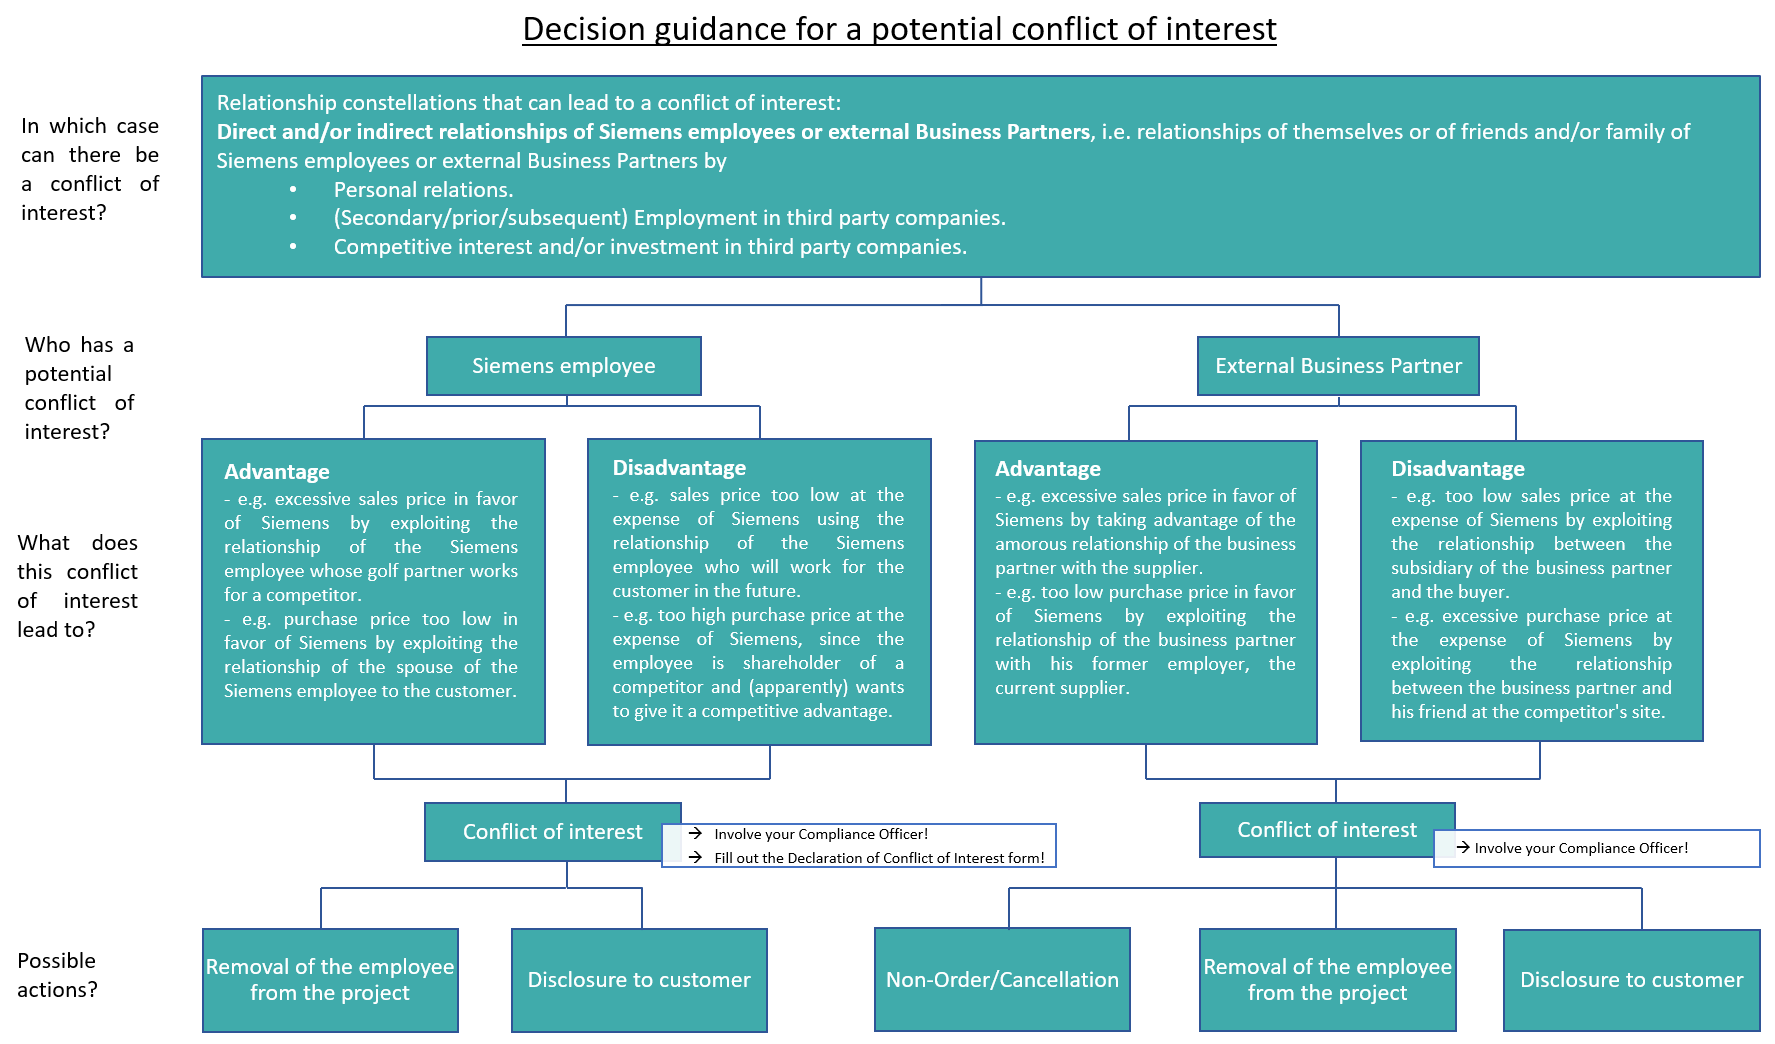 Decision guidance for a potential conflict of interest
In which case
can there be
a conflict of
interest?
Relationship constellations that can lead to a conflict of interest:
Direct and/or indirect relationships of Siemens employees or external Business Partners, i.e. relationships of themselves or of friends and/or family of
Siemens employees or external Business Partners by
• Personal relations.
• (Secondary/prior/subsequent) Employment in third party companies.
• Competitive interest and/or investment in third party companies.
Who has a
potential
conflict of
interest?
Siemens employee
External Business Partner
What does
this conflict
of interest
lead to?
Advantage
- e.g. excessive sales price in favor
of Siemens by exploiting the
relationship of the Siemens
employee whose golf partner works
for a competitor.
- e.g. purchase price too low in
favor of Siemens by exploiting the
relationship of the spouse of the
Siemens employee to the customer.
Disadvantage
- e.g. sales price too low at the
expense of Siemens using the
relationship of the Siemens
employee who will work for the
customer in the future.
- e.g. too high purchase price at the
expense of Siemens, since the
employee is shareholder of a
competitor and (apparently) wants
to give it a competitive advantage.
Advantage
- e.g. excessive sales price in favor of
Siemens by taking advantage of the
amorous relationship of the business
partner with the supplier.
- e.g. too low purchase price in favor
of Siemens by exploiting the
relationship of the business partner
with his former employer, the
current supplier.
Disadvantage
- e.g. too low sales price at the
expense of Siemens by exploiting
the relationship between the
subsidiary of the business partner
and the buyer.
- e.g. excessive purchase price at
the expense of Siemens by
exploiting the relationship
between the business partner and
his friend at the competitor's site.
Conflict of interest
→ Involve your Compliance Officer!
→ Fill out the Declaration of Conflict of Interest form!
Conflict of interest
→ Involve your Compliance Officer!
Possible
actions?
Removal of the employee
from the project
Disclosure to customer
Non-Order/Cancellation
Removal of the employee
from the project
Disclosure to customer